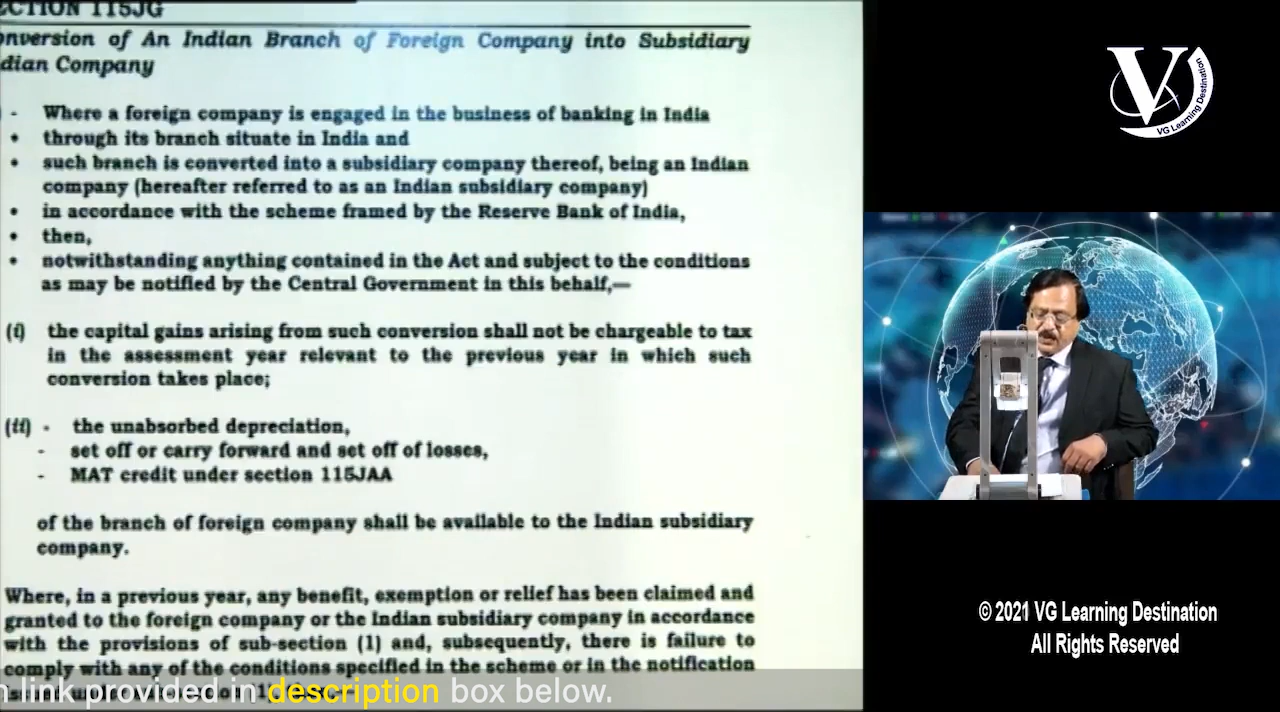 ECTION 115JG
onversion of An Indian Branch of Foreign Company into Subsidiary
dian Company
- Where a foreign company is engaged in the business of banking in India
• through its branch situate in India and
• such branch is converted into a subsidiary company thereof, being an Indian
company (hereafter referred to as an Indian subsidiary company)
• in accordance with the scheme framed by the Reserve Bank of India,
• then,
• notwithstanding anything contained in the Act and subject to the conditions
as may be notified by the Central Government in this behalf,—
(i) the capital gains arising from such conversion shall not be chargeable to tax
in the assessment year relevant to the previous year in which such
conversion takes place;
(ii) - the unabsorbed depreciation,
- set off or carry forward and set off of losses,
- MAT credit under section 115JAA
of the branch of foreign company shall be available to the Indian subsidiary
company.
Where, in a previous year, any benefit, exemption or relief has been claimed and
granted to the foreign company or the Indian subsidiary company in accordance
with the provisions of sub-section (1) and, subsequently, there is failure to
comply with any of the conditions specified in the scheme or in the notification
n link provided in description box below.
V
VG Learning Destination
© 2021 VG Learning Destination
All Rights Reserved